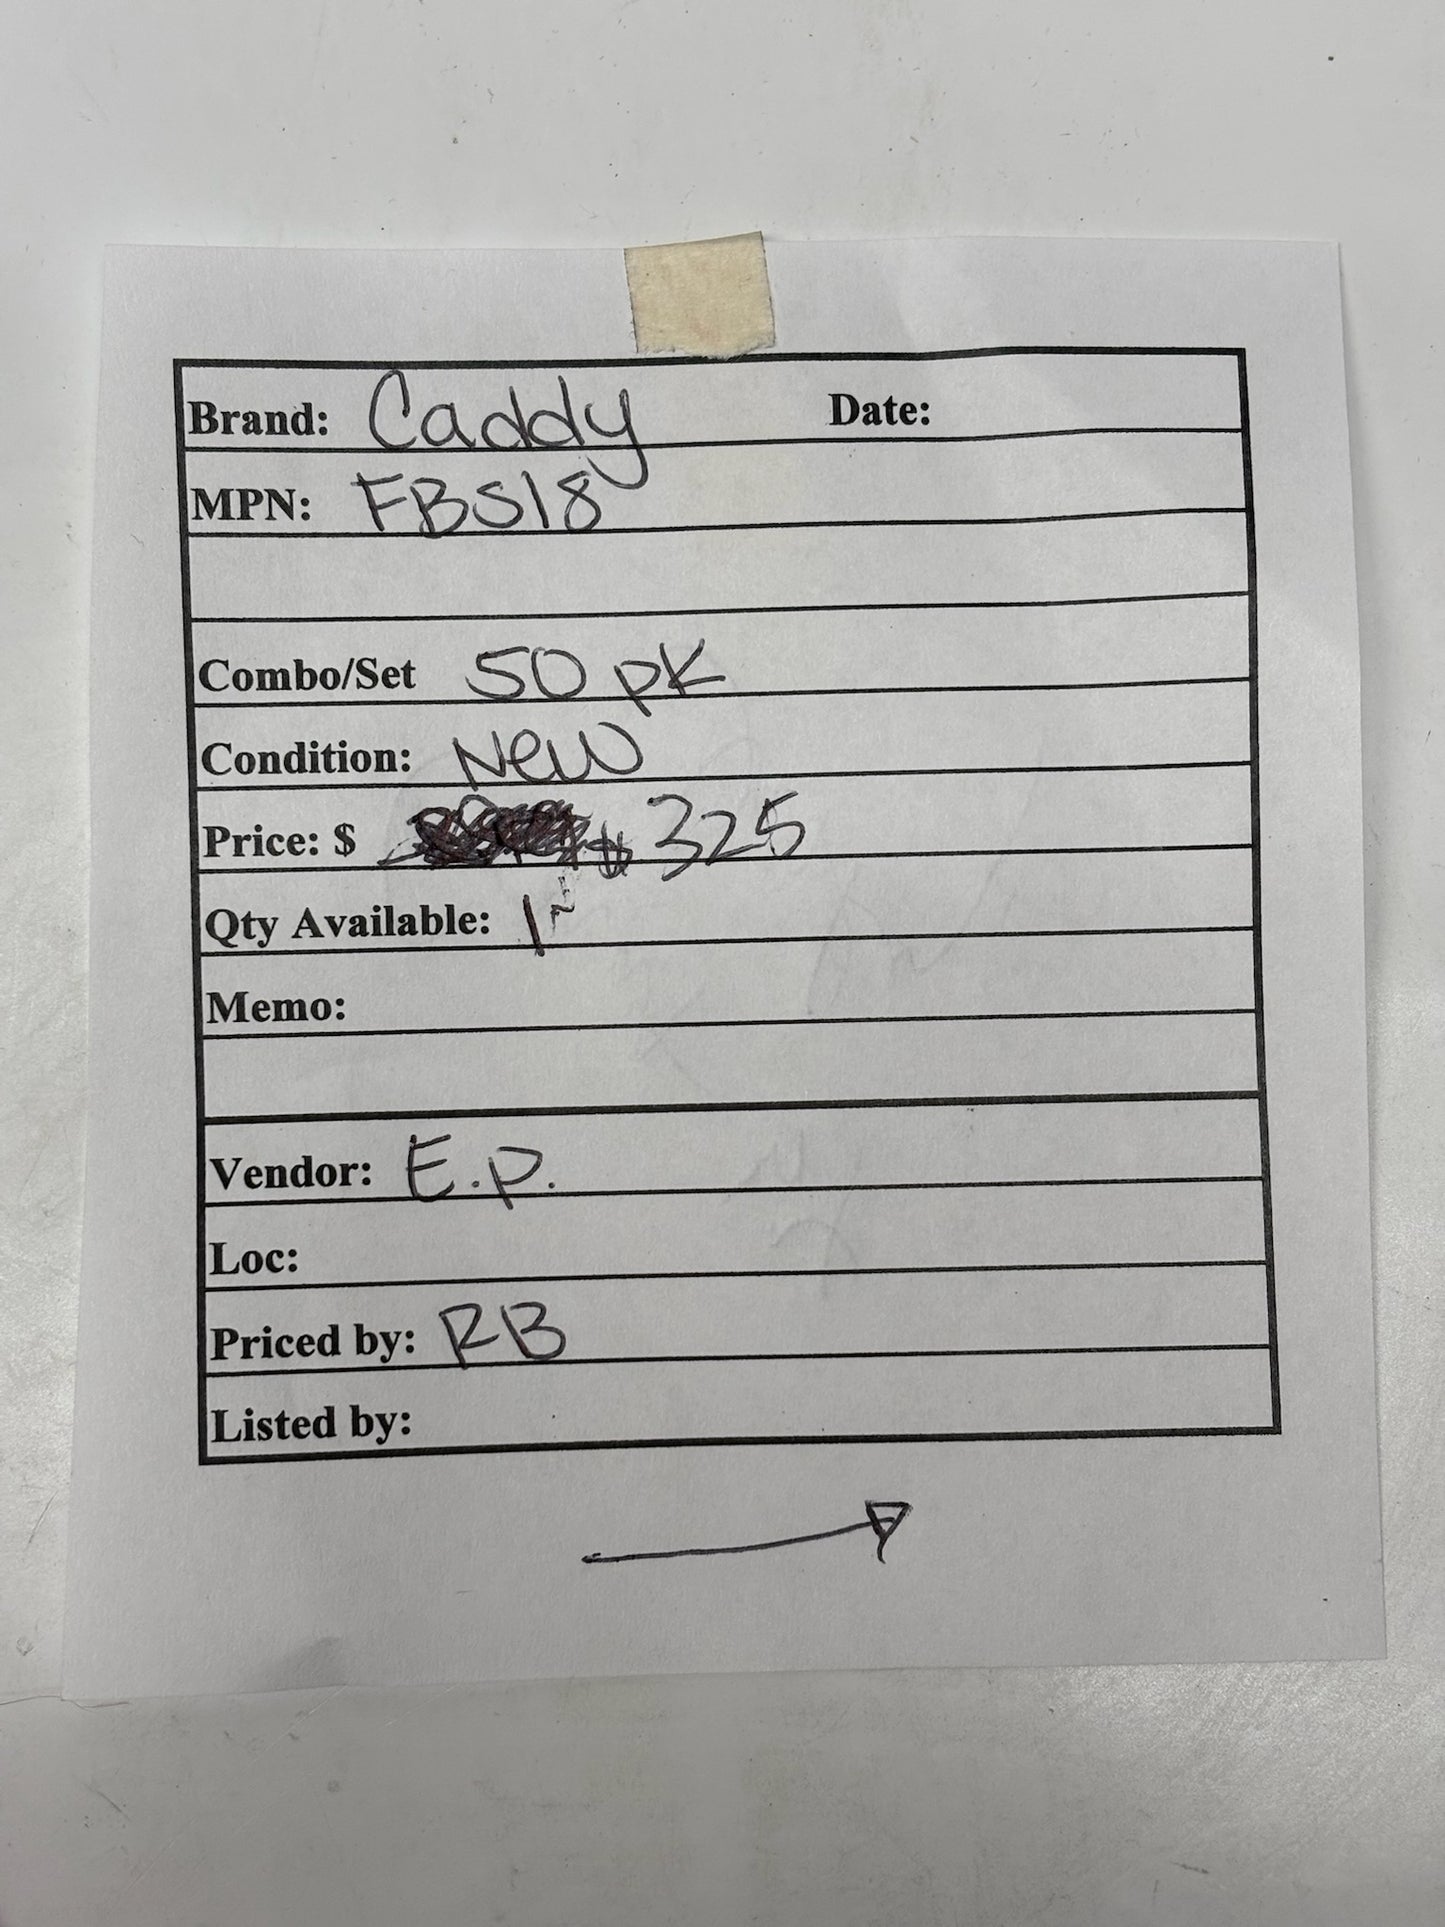 Brand: Caddy Date:
MPN: FBS18
Combo/Set 50 pk
Condition: New
Price: $ $325
Qty Available: 1
Memo:
Vendor: E.P.
Loc:
Priced by: RB
Listed by: